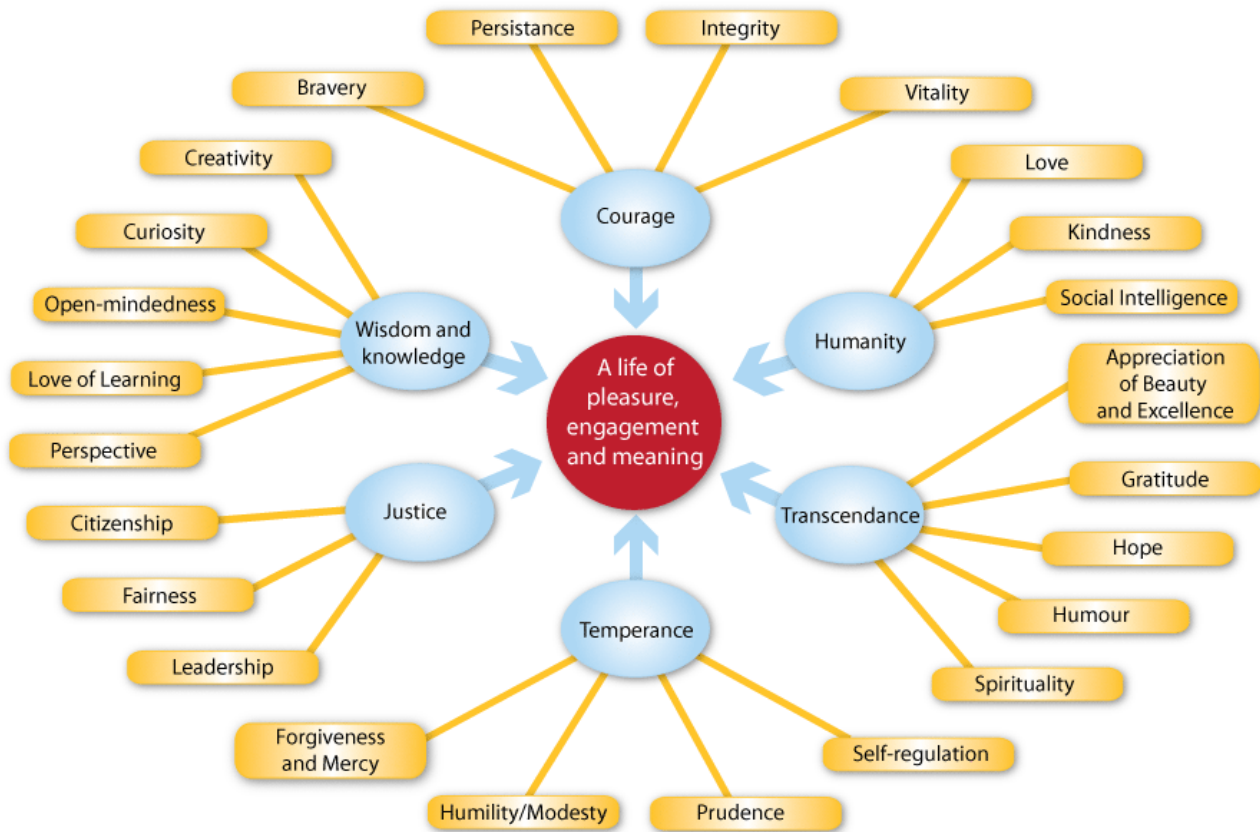 Persistance
Integrity
Bravery
Vitality
Creativity
Love
Courage
Curiosity
Kindness
Open-mindedness
Social Intelligence
Wisdom and
knowledge
Humanity
Love of Learning
A life of
pleasure,
engagement
and meaning
Appreciation
of Beauty
and Excellence
Perspective
Gratitude
Citizenship
Justice
Transcendance
Hope
Fairness
Humour
Temperance
Leadership
Spirituality
Forgiveness
and Mercy
Self-regulation
Humility/Modesty
Prudence